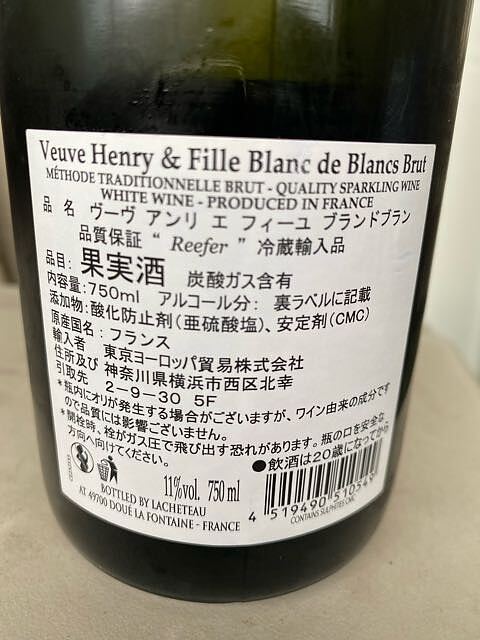 Veuve Henry & Fille Blanc de Blancs Brut
MÉTHODE TRADITIONNELLE BRUT - QUALITY SPARKLING WINE
WHITE WINE - PRODUCED IN FRANCE
品 名 ヴーヴ アンリ エ フィーユ ブランドブラン
品質保証 “ Reefer ” 冷蔵輸入品
品目: 果実酒 炭酸ガス含有
内容量:750ml アルコール分: 裏ラベルに記載
添加物:酸化防止剤(亜硫酸塩)、安定剤(CMC)
原産国名:フランス
輸入者 東京ヨーロッパ貿易株式会社
住所及び 神奈川県横浜市西区北幸
引取先 2-9-30 5F
*瓶内にオリが発生する場合がございますが、ワイン由来の成分です
ので品質には影響ございません。
*開栓時、栓がガス圧で飛び出す恐れがあります。瓶の口を安全な
方向へ向けてください。
●飲酒は20歳になってから
11%vol. 750 ml
BOTTLED BY LACHETEAU
AT 49700 DOUÉ LA FONTAINE - FRANCE
4 519490 510549
CONTAINS SULPHITES